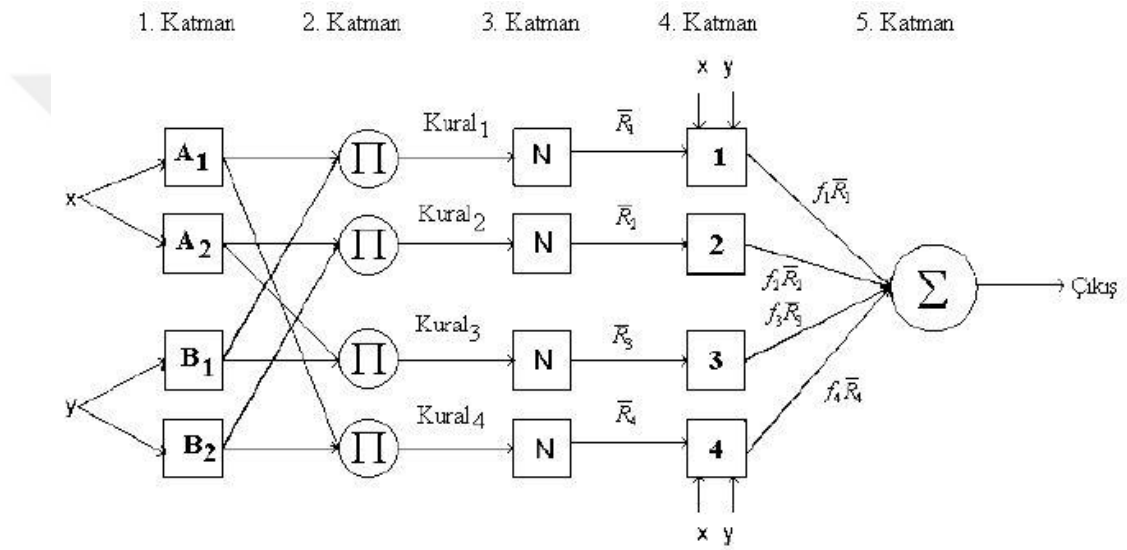 1. Katman 2. Katman 3. Katman 4. Katman 5. Katman
x y
A1 ∏ Kural1 N R̅1 1
f1R̅1
x
A2 ∏ Kural2 N R̅2 2
f2R̅2
Σ Çıkış
f3R̅3
B1 ∏ Kural3 N R̅3 3
y
f4R̅4
B2 ∏ Kural4 N R̅4 4
x y